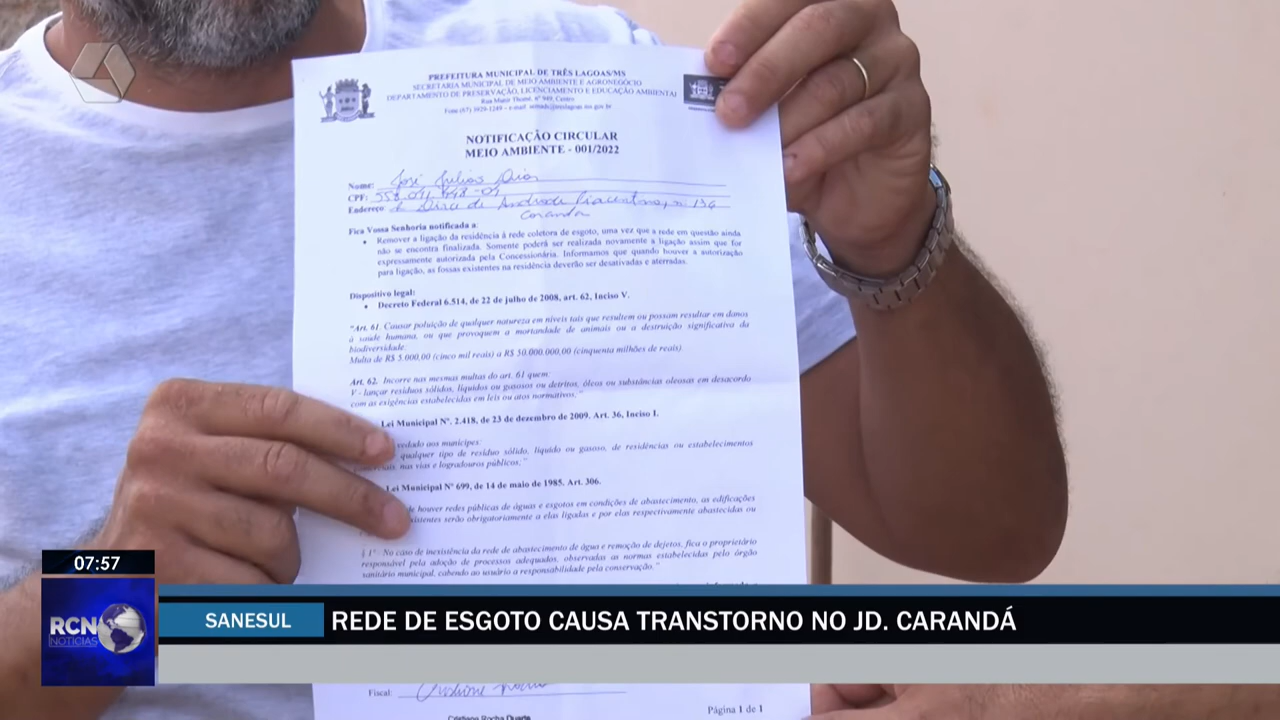 PREFEITURA MUNICIPAL DE TRÊS LAGOAS/MS
SECRETARIA MUNICIPAL DE MEIO AMBIENTE E AGRONEGÓCIO
DEPARTAMENTO DE PRESERVAÇÃO, LICENCIAMENTO E EDUCAÇÃO AMBIENTAL
NOTIFICAÇÃO CIRCULAR
MEIO AMBIENTE - 001/2022
Nome: José Julias Dias
CPF:
Endereço
Fica Vossa Senhoria notificada a:
• Remover a ligação da residência à rede coletora de esgoto, uma vez que a rede em questão ainda
não se encontra finalizada. Somente poderá ser realizada novamente a ligação assim que for
expressamente autorizada pela Concessionária. Informamos que quando houver a autorização
para ligação, as fossas existentes na residência deverão ser desativadas e aterradas.
Dispositivo legal:
• Decreto Federal 6.514, de 22 de julho de 2008, art. 62, Inciso V.
"Art. 61. Causar poluição de qualquer natureza em níveis tais que resultem ou possam resultar em danos
à saúde humana, ou que provoquem a mortandade de animais ou a destruição significativa da
biodiversidade:
Multa de R$ 5.000,00 (cinco mil reais) a R$ 50.000.000,00 (cinquenta milhões de reais)
Art. 62. Incorre nas mesmas multas do art. 61 quem:
V - lançar resíduos sólidos, líquidos ou gasosos ou detritos, óleos ou substâncias oleosas em desacordo
com as exigências estabelecidas em leis ou atos normativos;"
Lei Municipal Nº. 2.418, de 23 de dezembro de 2009. Art. 36, Inciso I.
vedado aos munícipes:
qualquer tipo de resíduo sólido, líquido ou gasoso, de residências ou estabelecimentos
nas vias e logradouros públicos;"
Lei Municipal Nº 699, de 14 de maio de 1985. Art. 306.
de houver redes públicas de águas e esgotos em condições de abastecimento, as edificações
serão obrigatoriamente a elas ligadas e por elas respectivamente abastecidas ou
§ 1º No caso de inexistência da rede de abastecimento de água e remoção de dejetos, fica o proprietário
responsável pela adoção de processos adequados, observadas as normas estabelecidas pelo órgão
sanitário municipal, cabendo ao usuário a responsabilidade pela conservação."
07:57
RCN
NOTÍCIAS
SANESUL
REDE DE ESGOTO CAUSA TRANSTORNO NO JD. CARANDÁ
Fiscal:
Cristiane Rocha Duarte
Página 1 de 1